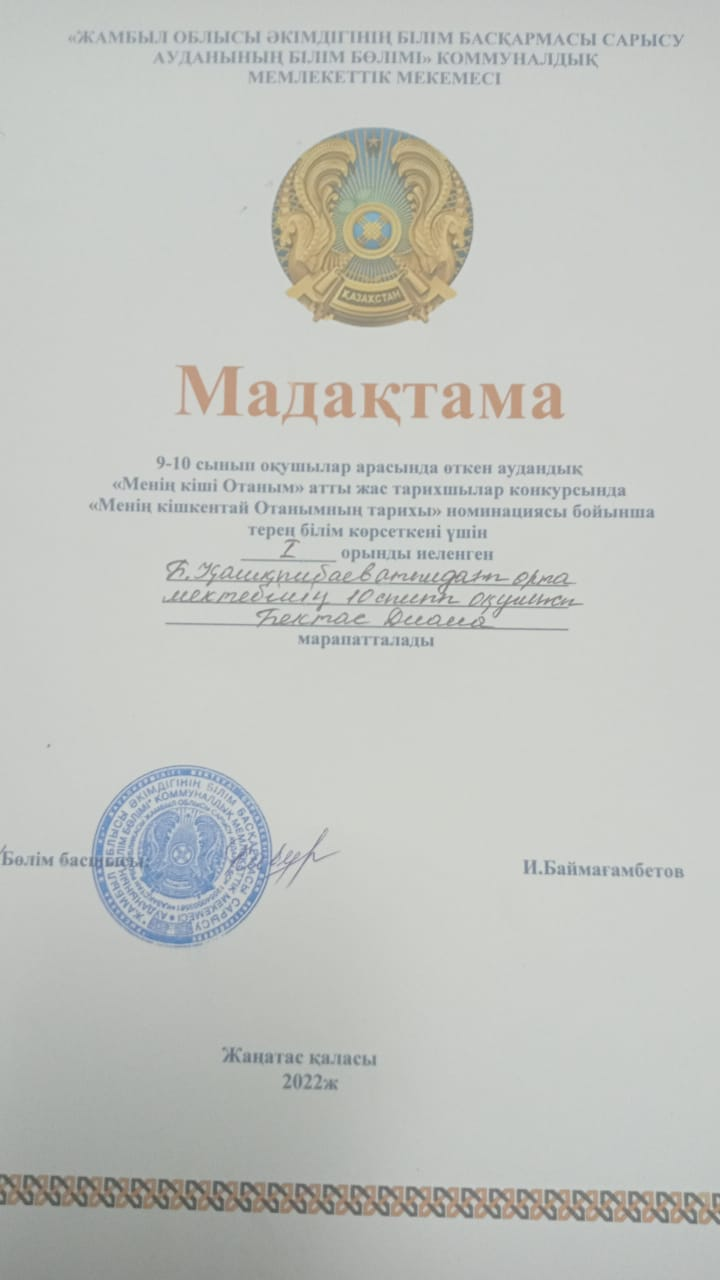 «ЖАМБЫЛ ОБЛЫСЫ ӘКІМДІГІНІҢ БІЛІМ БАСҚАРМАСЫ САРЫСУ
АУДАНЫНЫҢ БІЛІМ БӨЛІМІ» КОММУНАЛДЫҚ
МЕМЛЕКЕТТІК МЕКЕМЕСІ
ҚАЗАХСТАН
Мадақтама
9-10 сынып оқушылар арасында өткен аудандық
«Менің кіші Отаным» атты жас тарихшылар конкурсында
«Менің кішкентай Отанымның тарихы» номинациясы бойынша
терең білім көрсеткені үшін
I орынды иеленген
атындағы орта
мектебінің 10 сынып оқушысы
Бектас Диана
марапатталады
Бөлім басшысы:
И.Баймағамбетов
Жаңатас қаласы
2022ж